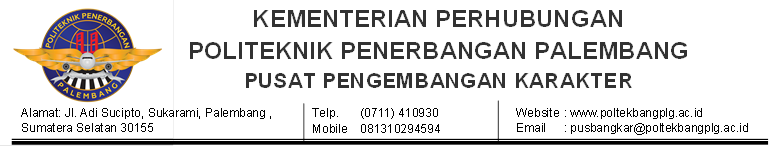 KEMENTERIAN PERHUBUNGAN
POLITEKNIK PENERBANGAN PALEMBANG
PUSAT PENGEMBANGAN KARAKTER
POLITEKNIK PENERBANGAN
PALEMBANG
Alamat: Jl. Adi Sucipto, Sukarami, Palembang ,
Sumatera Selatan 30155
Telp. (0711) 410930
Mobile 081310294594
Website : www.poltekbangplg.ac.id
Email : pusbangkar@poltekbangplg.ac.id